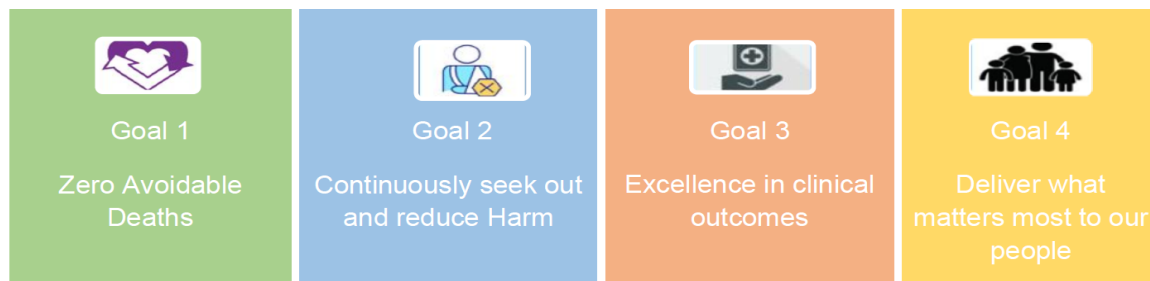 Goal 1
Zero Avoidable
Deaths
Goal 2
Continuously seek out
and reduce Harm
Goal 3
Excellence in clinical
outcomes
Goal 4
Deliver what
matters most to our
people